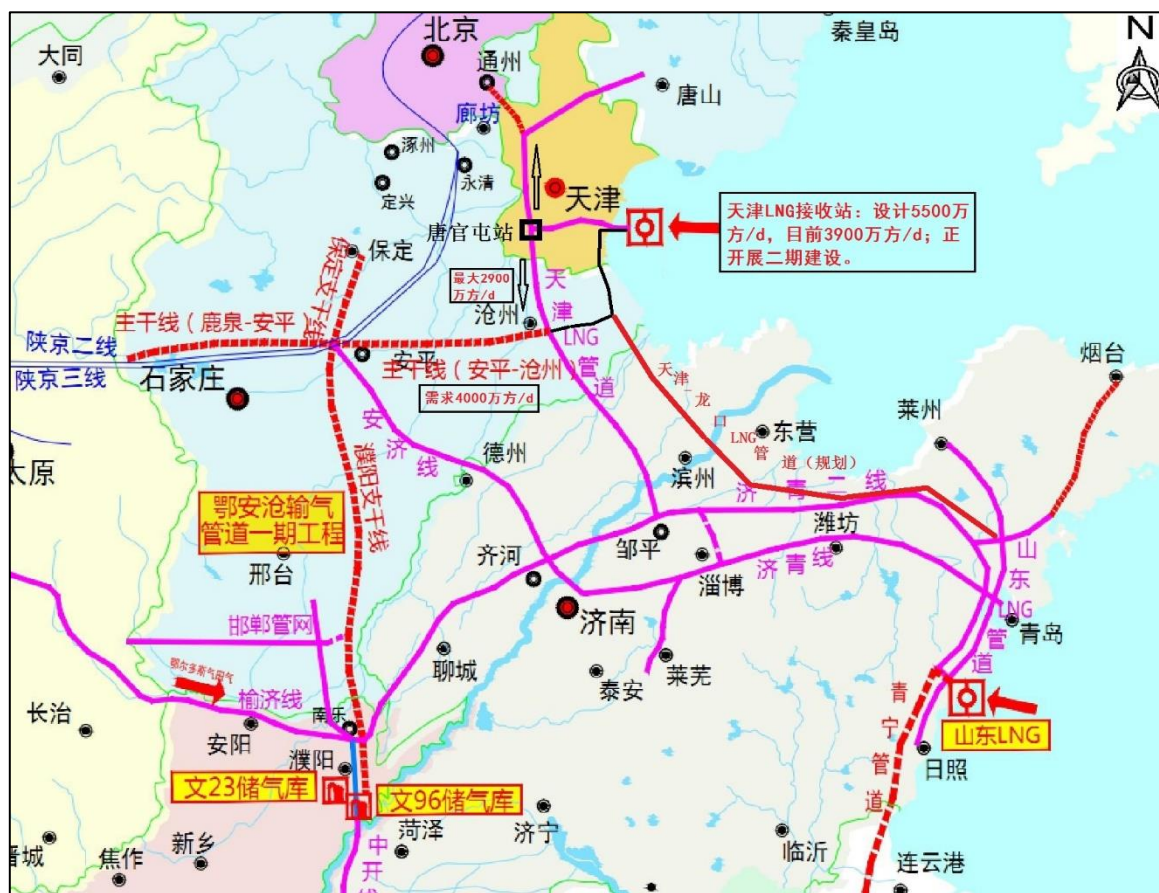 秦皇岛
N
大同
北京
通州
唐山
廊坊
涿州
永清
定兴
天津
天津LNG接收站：设计5500万
方/d，目前3900万方/d；正
开展二期建设。
唐官屯站
保定
保定支干线
最大2900
万方/d
沧州
天津LNG管道
主干线（鹿泉-安平）
陕京二线
陕京三线
安平
主干线（安平-沧州）
需求4000万方/d
石家庄
烟台
莱州
天津-龙口LNG管道（规划）
东营
滨州
太原
安济线
德州
濮阳支干线
济青二线
鄂安沧输气
管道一期工程
邢台
齐河
邹平
潍坊
淄博
济青线
山东LNG管道
青岛
济南
邯郸管网
聊城
泰安
莱芜
榆济线
长治
安阳
南乐
濮阳
青宁管道
山东LNG
日照
文23储气库
文96储气库
中开线
菏泽
济宁
临沂
连云港
新乡
焦作
晋城